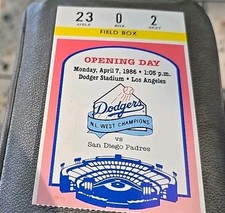 23 0 2
AISLE BOX SEAT
FIELD BOX
OPENING DAY
Monday, April 7, 1986 • 1:05 p.m.
Dodger Stadium • Los Angeles
Dodgers
N.L. WEST CHAMPIONS
vs
San Diego Padres